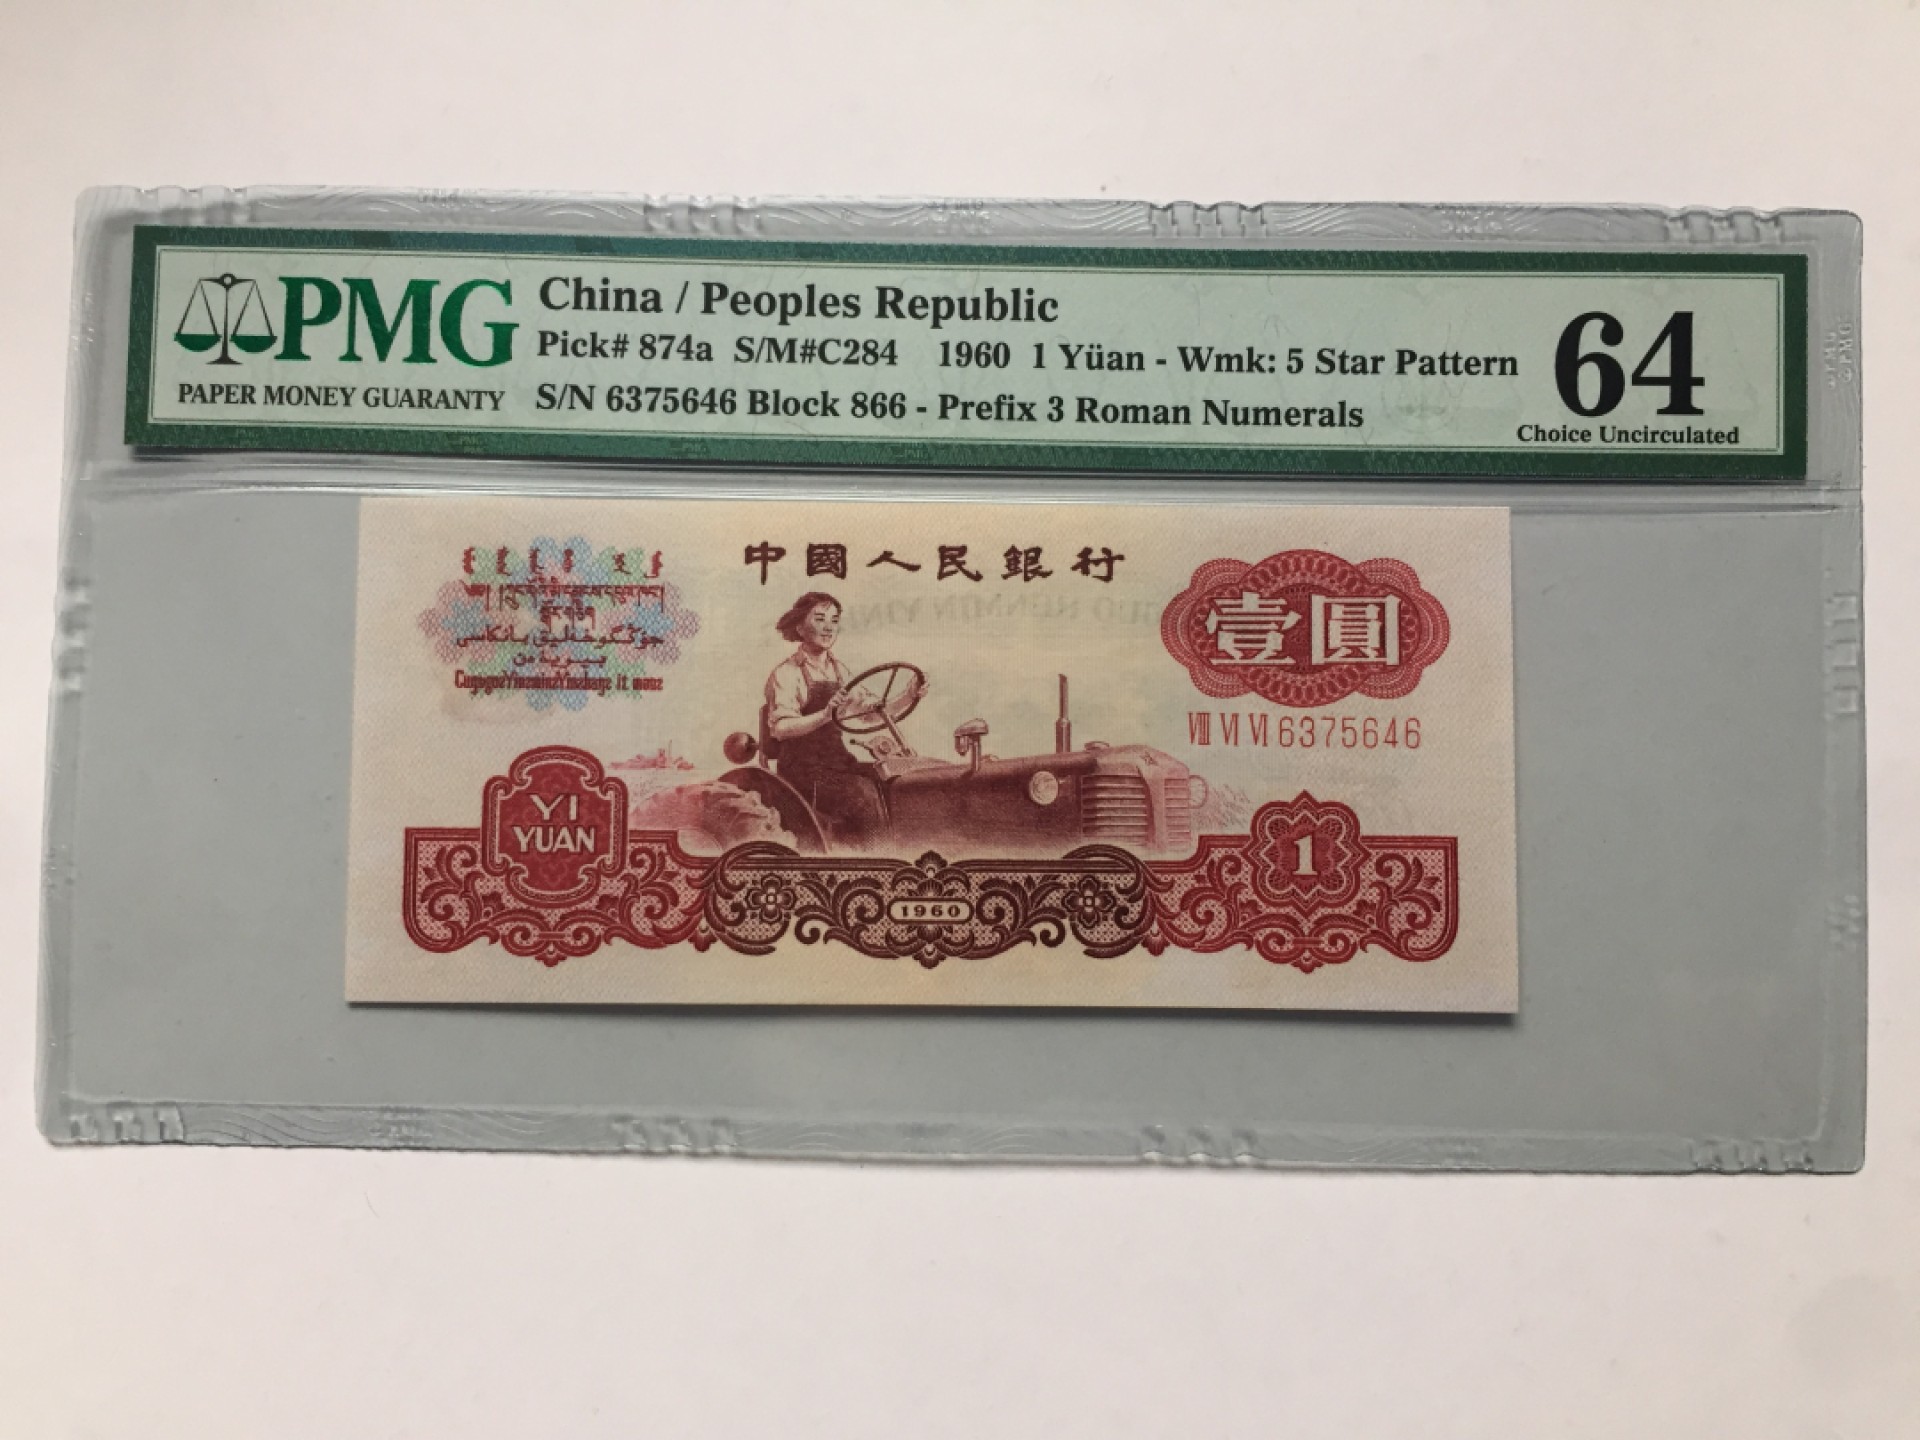 PMG
PAPER MONEY GUARANTY
China / Peoples Republic
Pick# 874a S/M#C284 1960 1 Yüan - Wmk: 5 Star Pattern
S/N 6375646 Block 866 - Prefix 3 Roman Numerals
64
Choice Uncirculated
中國人民銀行
壹圓
VIII VI VI 6375646
YI
YUAN
1
1960